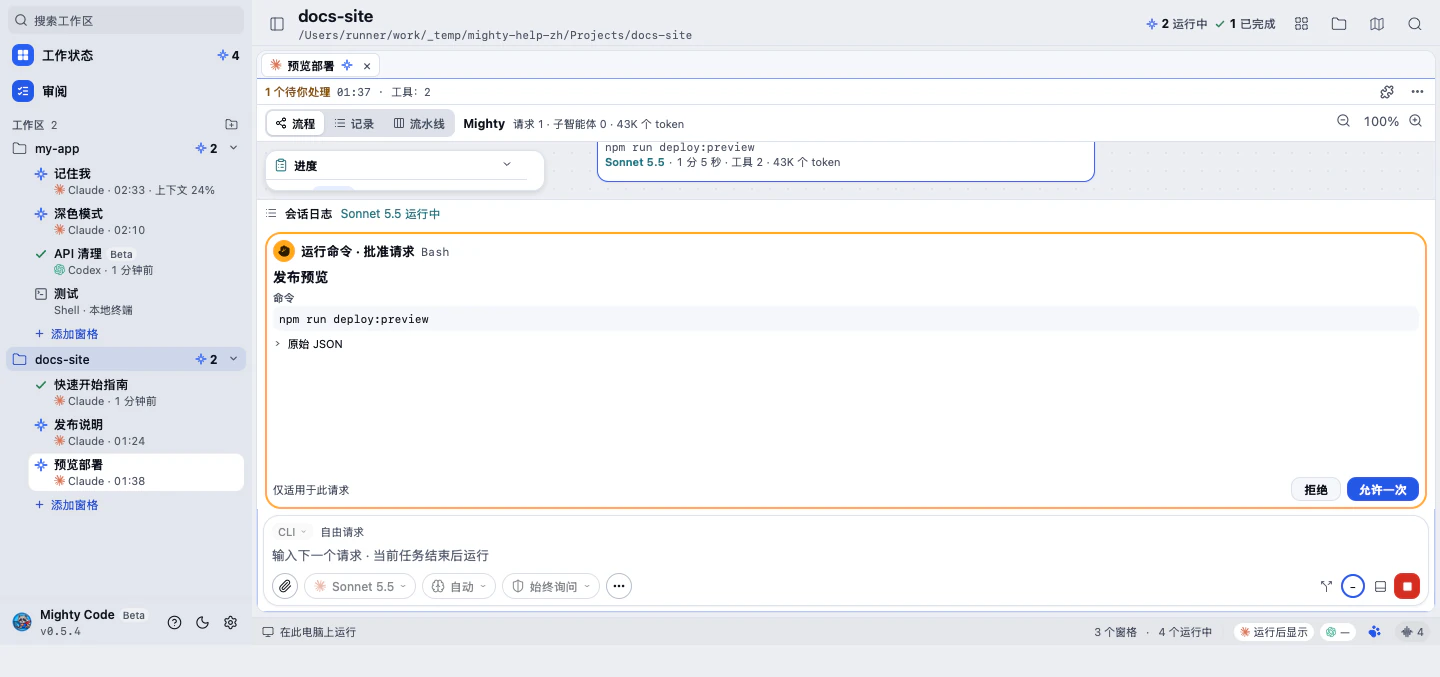 搜索工作区
工作状态
4
审阅
工作区 2
my-app
2
记住我
Claude · 02:33 · 上下文 24%
深色模式
Claude · 02:10
API 清理 Beta
Codex · 1 分钟前
测试
Shell · 本地终端
+ 添加窗格
docs-site
2
快速开始指南
Claude · 1 分钟前
发布说明
Claude · 01:24
预览部署
Claude · 01:38
+ 添加窗格
Mighty Code Beta
v0.5.4
docs-site
/Users/runner/work/_temp/mighty-help-zh/Projects/docs-site
2 运行中 1 已完成
预览部署
1 个待你处理 01:37 · 工具: 2
流程 记录 流水线 Mighty 请求 1 · 子智能体 0 · 43K 个 token
100%
进度
npm run deploy:preview
Sonnet 5.5 · 1 分 5 秒 · 工具 2 · 43K 个 token
会话日志 Sonnet 5.5 运行中
运行命令 · 批准请求 Bash
发布预览
命令
npm run deploy:preview
原始 JSON
仅适用于此请求
拒绝 允许一次
CLI 自由请求
输入下一个请求 · 当前任务结束后运行
Sonnet 5.5 自动 始终询问
在此电脑上运行
3 个窗格 · 4 个运行中 运行后显示 — 4